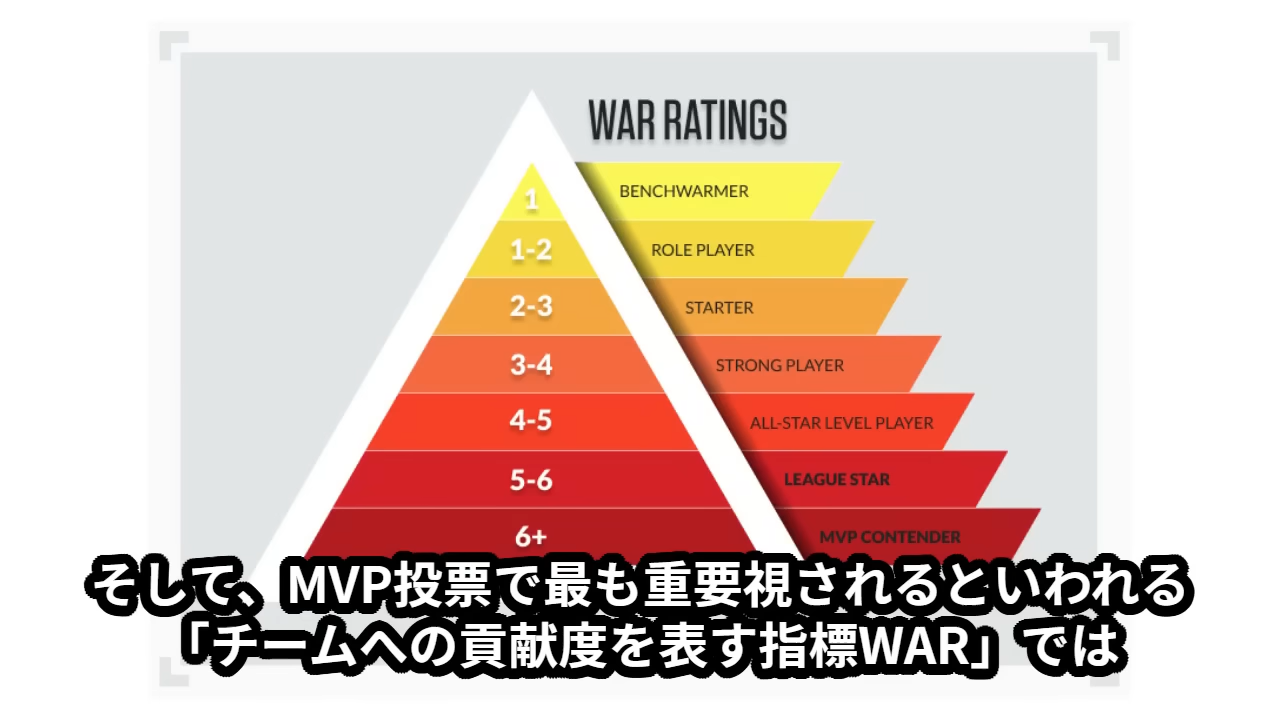 WAR RATINGS
1 BENCHWARMER
1-2 ROLE PLAYER
2-3 STARTER
3-4 STRONG PLAYER
4-5 ALL-STAR LEVEL PLAYER
5-6 LEAGUE STAR
6+ MVP CONTENDER
そして、MVP投票で最も重要視されるといわれる
「チームへの貢献度を表す指標WAR」では